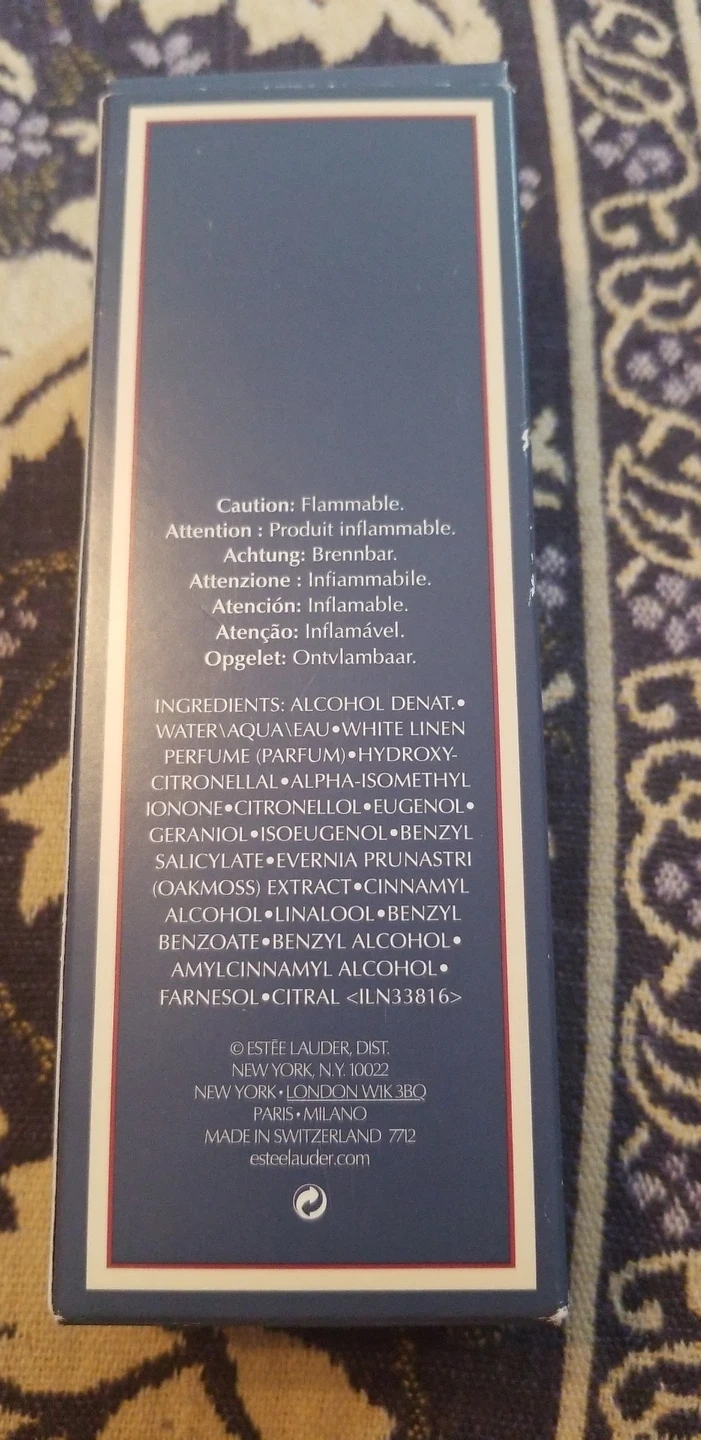 Caution: Flammable.
Attention : Produit inflammable.
Achtung: Brennbar.
Attenzione : Infiammabile.
Atención: Inflamable.
Atenção: Inflamável.
Opgelet: Ontvlambaar.
INGREDIENTS: ALCOHOL DENAT.•
WATER\AQUA\EAU•WHITE LINEN
PERFUME (PARFUM)•HYDROXY-
CITRONELLAL•ALPHA-ISOMETHYL
IONONE•CITRONELLOL•EUGENOL•
GERANIOL•ISOEUGENOL•BENZYL
SALICYLATE•EVERNIA PRUNASTRI
(OAKMOSS) EXTRACT•CINNAMYL
ALCOHOL•LINALOOL•BENZYL
BENZOATE•BENZYL ALCOHOL•
AMYLCINNAMYL ALCOHOL•
FARNESOL•CITRAL <ILN33816>
© ESTĒE LAUDER, DIST.
NEW YORK, N.Y. 10022
NEW YORK • LONDON W1K 3BQ
PARIS • MILANO
MADE IN SWITZERLAND 7712
esteelauder.com